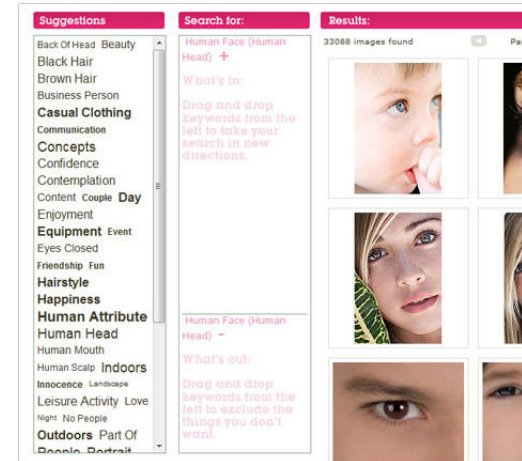 Suggestions
Search for:
Results:
Back Of Head Beauty
Black Hair
Brown Hair
Business Person
Casual Clothing
Communication
Concepts
Confidence
Contemplation
Content Couple Day
Enjoyment
Equipment Event
Eyes Closed
Friendship Fun
Hairstyle
Happiness
Human Attribute
Human Head
Human Mouth
Human Scalp Indoors
Innocence Landscape
Leisure Activity Love
Night No People
Outdoors Part Of
People Portrait
Human Face (Human
Head) +
What's in:
Drag and drop
keywords from the
left to take your
search in new
directions.
Human Face (Human
Head) -
What's out:
Drag and drop
keywords from the
left to exclude the
things you don't
want.
33088 images found
Pa